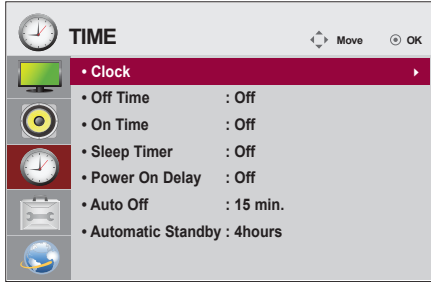 TIME Move OK
• Clock
• Off Time : Off
• On Time : Off
• Sleep Timer : Off
• Power On Delay : Off
• Auto Off : 15 min.
• Automatic Standby : 4hours